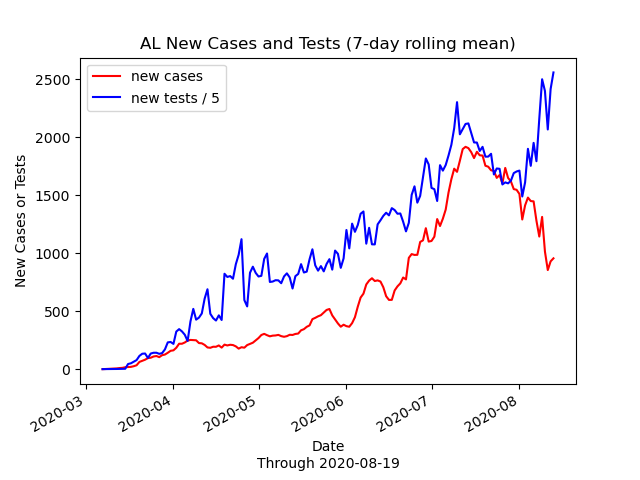 AL New Cases and Tests (7-day rolling mean)
new cases
new tests / 5
New Cases or Tests
2500
2000
1500
1000
500
0
2020-03
2020-04
2020-05
2020-06
2020-07
2020-08
Date
Through 2020-08-19